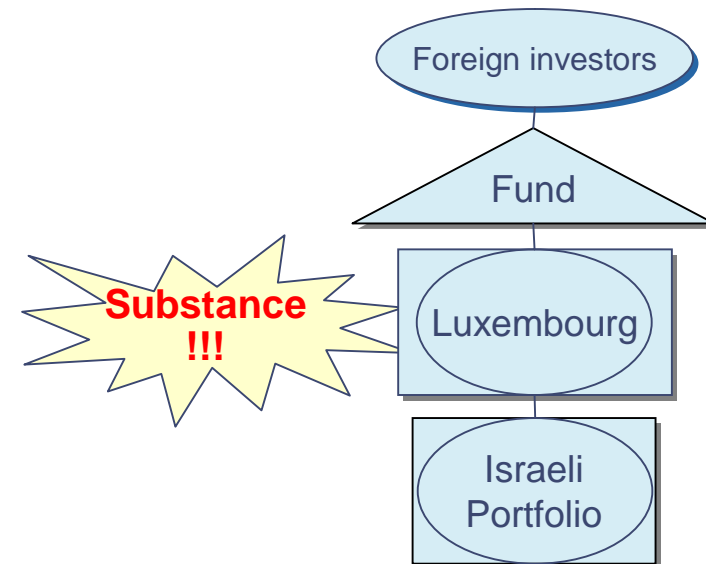 Foreign investors
Fund
Substance
!!!
Luxembourg
Israeli
Portfolio